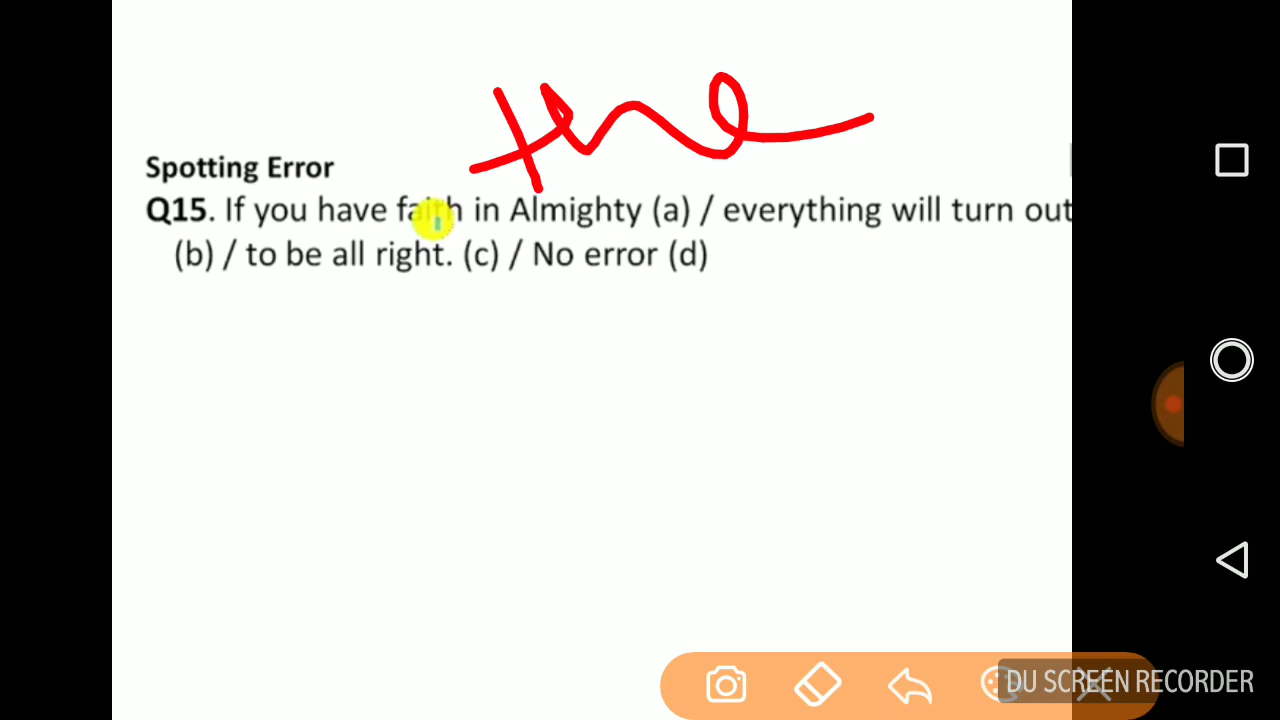 the
Spotting Error
Q15. If you have faith in Almighty (a) / everything will turn out
(b) / to be all right. (c) / No error (d)
DU SCREEN RECORDER